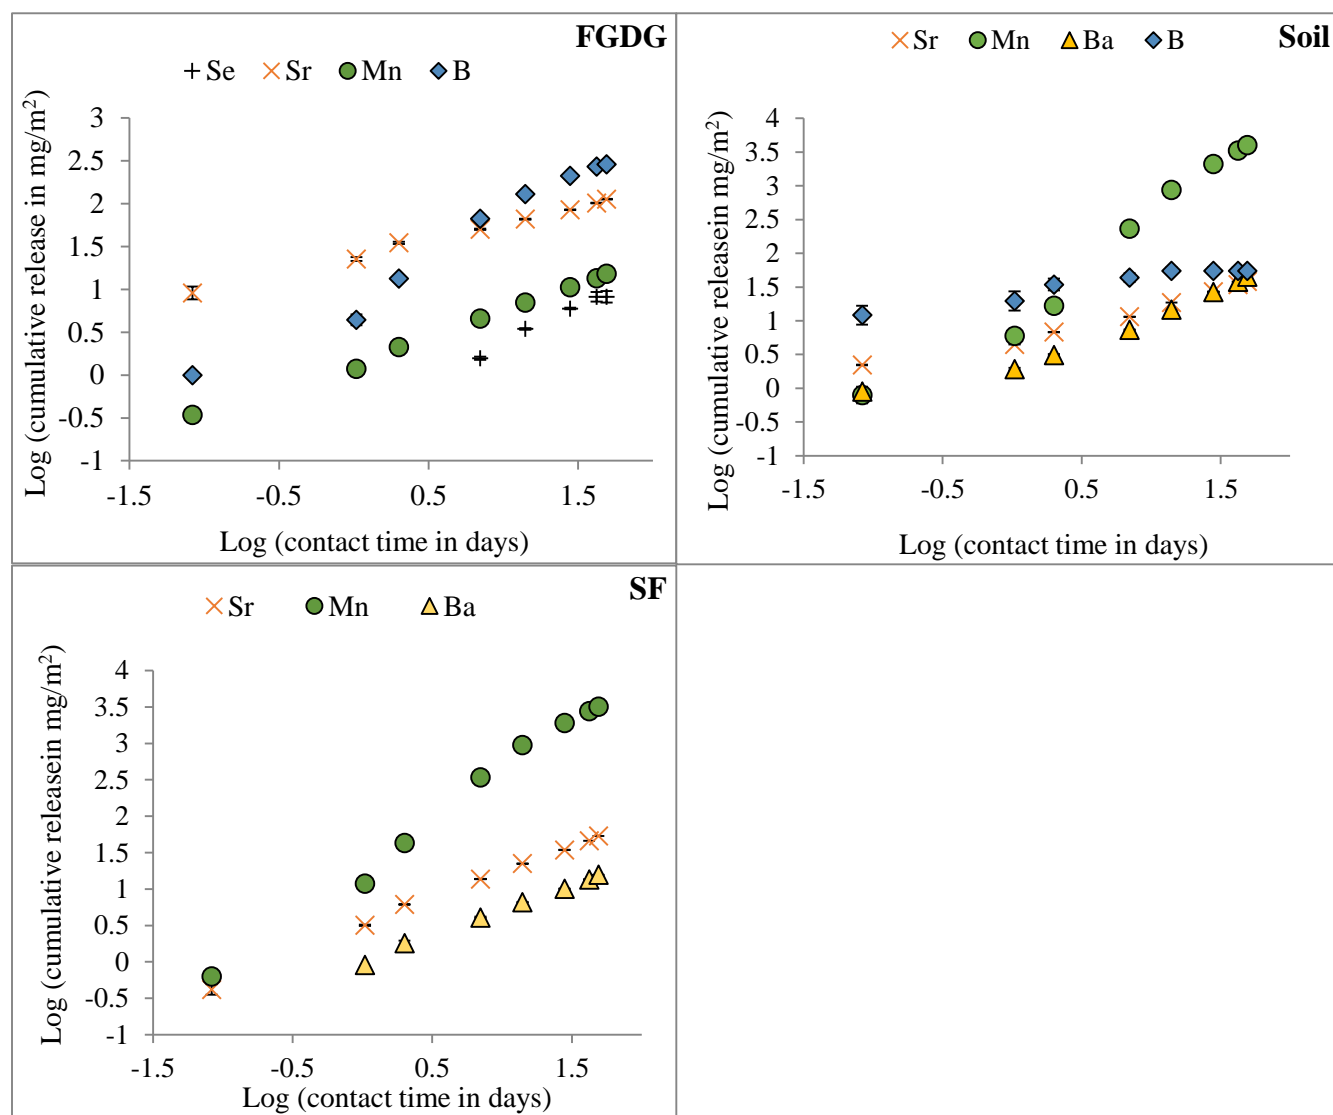 FGDG
Se Sr Mn B
3
2.5
2
1.5
1
0.5
0
-0.5
-1
-1.5 -0.5 0.5 1.5
Log (cumulative release in mg/m²)
Log (contact time in days)
Soil
Sr Mn Ba B
4
3.5
3
2.5
2
1.5
1
0.5
0
-0.5
-1
-1.5 -0.5 0.5 1.5
Log (cumulative releasein mg/m²)
Log (contact time in days)
SF
Sr Mn Ba
4
3.5
3
2.5
2
1.5
1
0.5
0
-0.5
-1
-1.5 -0.5 0.5 1.5
Log (cumulative releasein mg/m²)
Log (contact time in days)